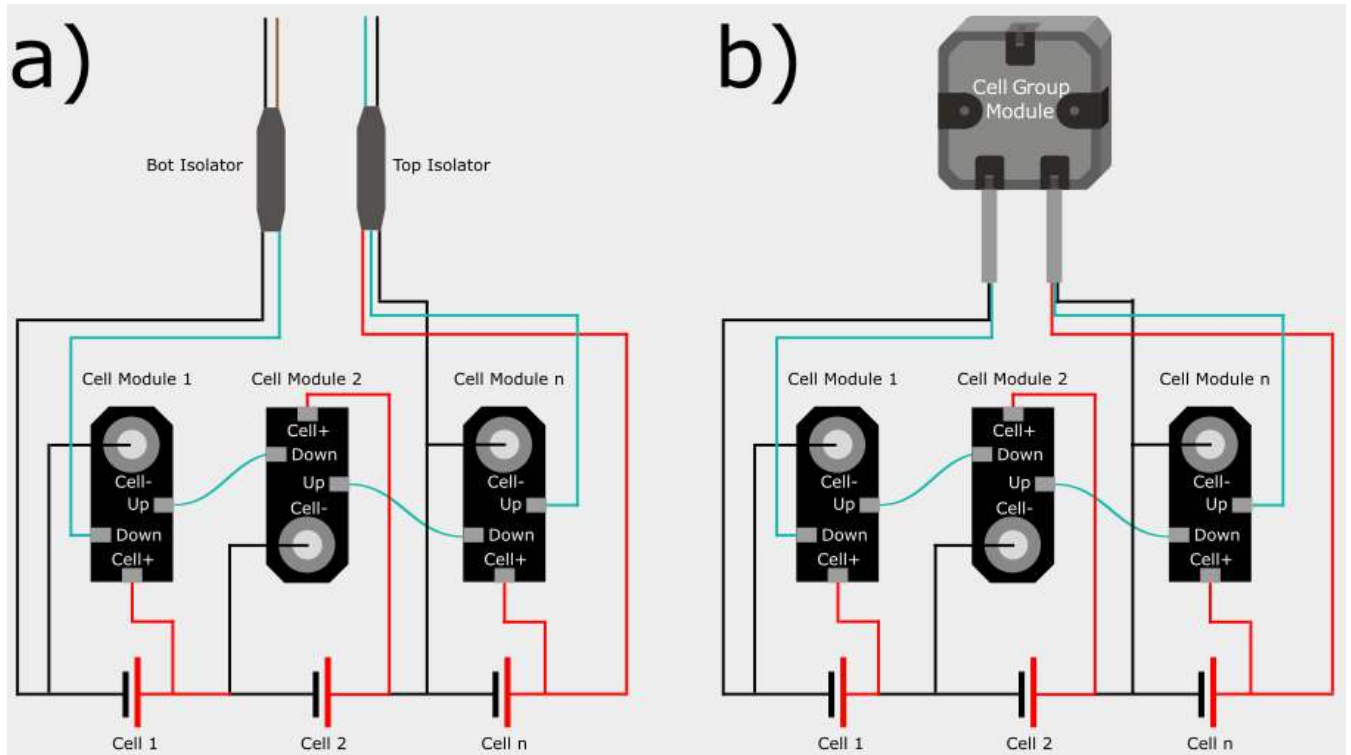 a)
Bot Isolator
Top Isolator
Cell Module 1
Cell Module 2
Cell Module n
Cell-
Up
Down
Cell+
Cell+
Down
Up
Cell-
Cell-
Up
Down
Cell+
Cell 1
Cell 2
Cell n
b)
Cell Group
Module
Cell Module 1
Cell Module 2
Cell Module n
Cell-
Up
Down
Cell+
Cell+
Down
Up
Cell-
Cell-
Up
Down
Cell+
Cell 1
Cell 2
Cell n